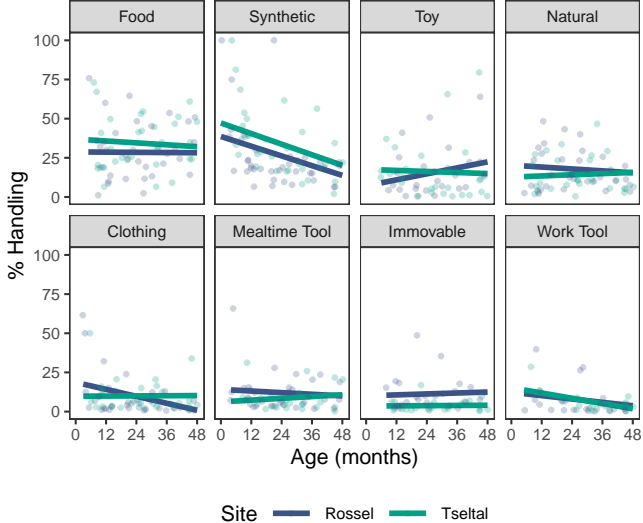 Food Synthetic Toy Natural
100
75
50
25
0
% Handling
Clothing Mealtime Tool Immovable Work Tool
100
75
50
25
0
0 12 24 36 48 0 12 24 36 48 0 12 24 36 48 0 12 24 36 48
Age (months)
Site Rossel Tseltal